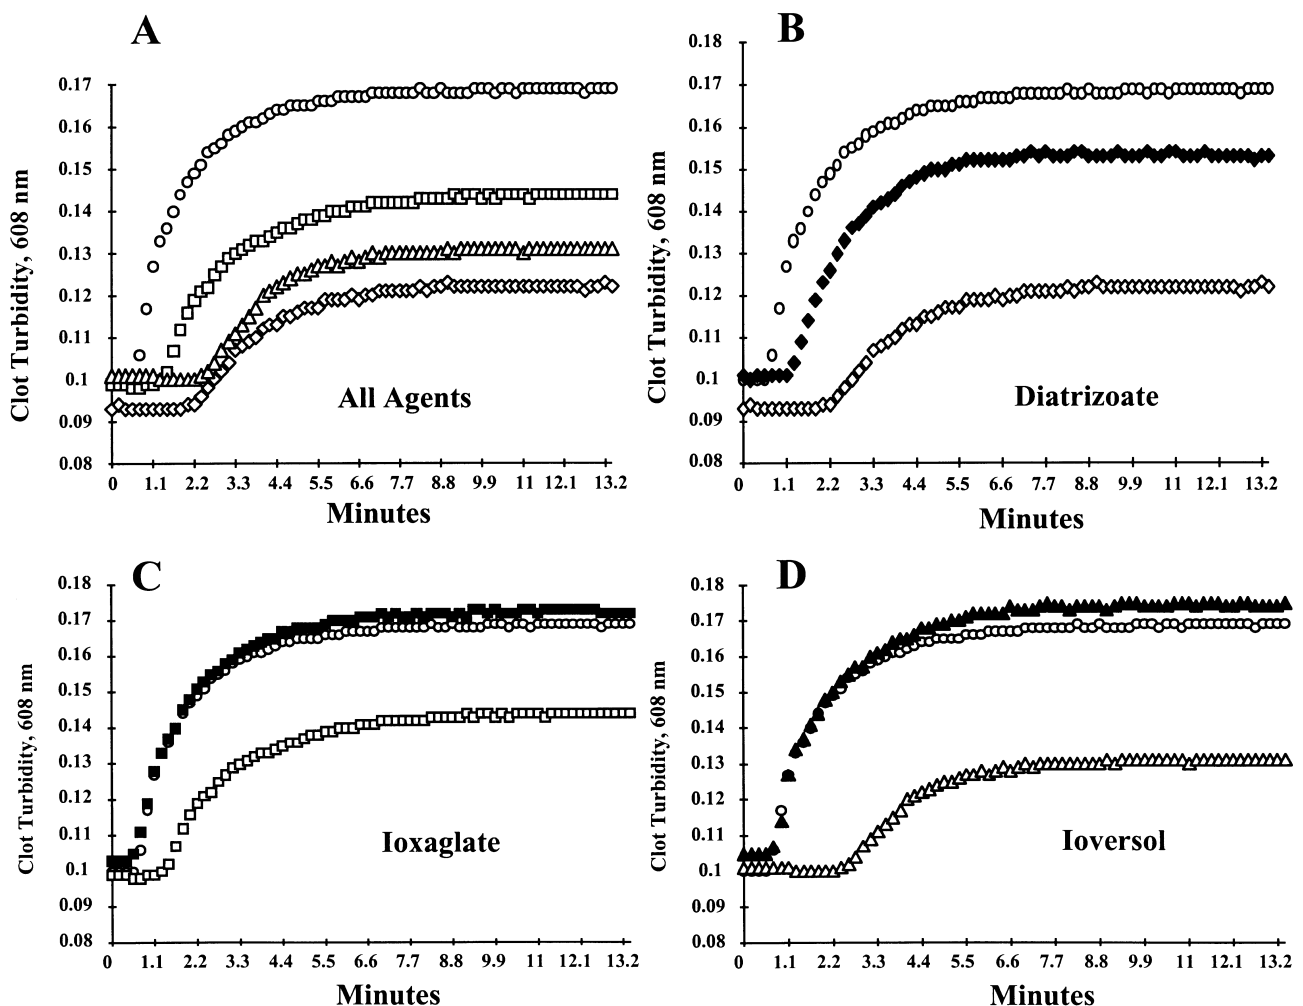 A
0.17
0.16
0.15
0.14
0.13
0.12
0.11
0.1
0.09
0.08
Clot Turbidity, 608 nm
All Agents
0 1.1 2.2 3.3 4.4 5.5 6.6 7.7 8.8 9.9 11 12.1 13.2
Minutes
B
0.18
0.17
0.16
0.15
0.14
0.13
0.12
0.11
0.1
0.09
0.08
Clot Turbidity, 608 nm
Diatrizoate
0 1.1 2.2 3.3 4.4 5.5 6.6 7.7 8.8 9.9 11 12.1 13.2
Minutes
C
0.18
0.17
0.16
0.15
0.14
0.13
0.12
0.11
0.1
0.09
0.08
Clot Turbidity, 608 nm
Ioxaglate
0 1.1 2.2 3.3 4.4 5.5 6.6 7.7 8.8 9.9 11 12.1 13.2
Minutes
D
0.18
0.17
0.16
0.15
0.14
0.13
0.12
0.11
0.1
0.09
0.08
Clot Turbidity, 608 nm
Ioversol
0 1.1 2.2 3.3 4.4 5.5 6.6 7.7 8.8 9.9 11 12.1 13.2
Minutes